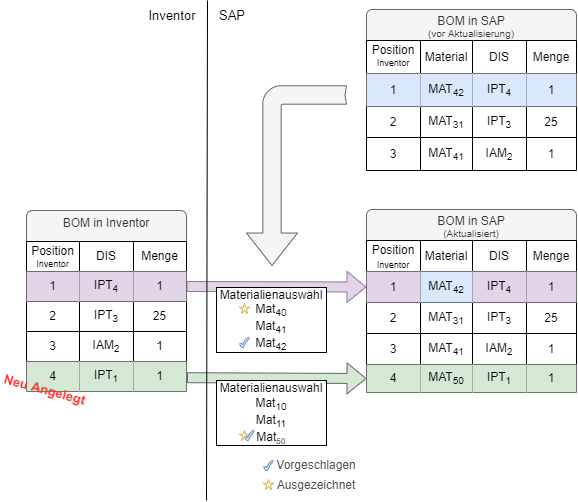 Inventor SAP
BOM in SAP
(vor Aktualisierung)
Position Inventor Material DIS Menge
1 MAT42 IPT4 1
2 MAT31 IPT3 25
3 MAT41 IAM2 1
BOM in Inventor
Position Inventor DIS Menge
1 IPT4 1
2 IPT3 25
3 IAM2 1
4 IPT1 1
Neu Angelegt
Materialienauswahl
Mat40
Mat41
Mat42
Materialienauswahl
Mat10
Mat11
Mat50
BOM in SAP
(Aktualisiert)
Position Inventor Material DIS Menge
1 MAT42 IPT4 1
2 MAT31 IPT3 25
3 MAT41 IAM2 1
4 MAT50 IPT1 1
Vorgeschlagen
Ausgezeichnet